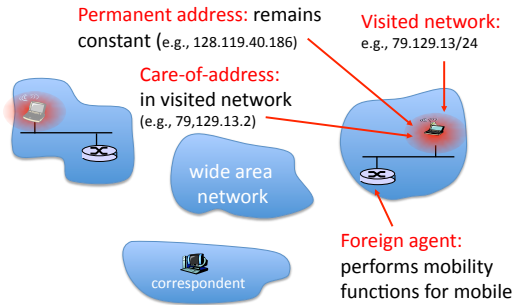 Permanent address: remains
constant (e.g., 128.119.40.186)
Visited network:
e.g., 79.129.13/24
Care-of-address:
in visited network
(e.g., 79,129.13.2)
wide area
network
Foreign agent:
performs mobility
functions for mobile
correspondent